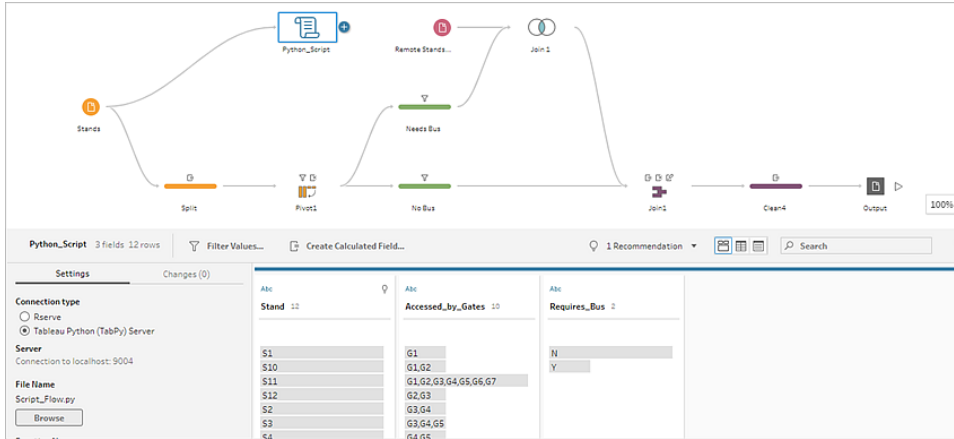 Python_Script
Remote Stands...
Join 1
Stands
Needs Bus
Split
Pivot1
No Bus
Join1
Clean4
Output
100%
Python_Script 3 fields 12 rows Filter Values... Create Calculated Field... 1 Recommendation Search
Settings Changes (0)
Connection type
Rserve
Tableau Python (TabPy) Server
Server
Connection to localhost: 9004
File Name
Script_Flow.py
Browse
Abc
Stand 12
S1
S10
S11
S12
S2
S3
S4
Abc
Accessed_by_Gates 10
G1
G1,G2
G1,G2,G3,G4,G5,G6,G7
G2,G3
G3,G4
G3,G4,G5
G4,G5
Abc
Requires_Bus 2
N
Y